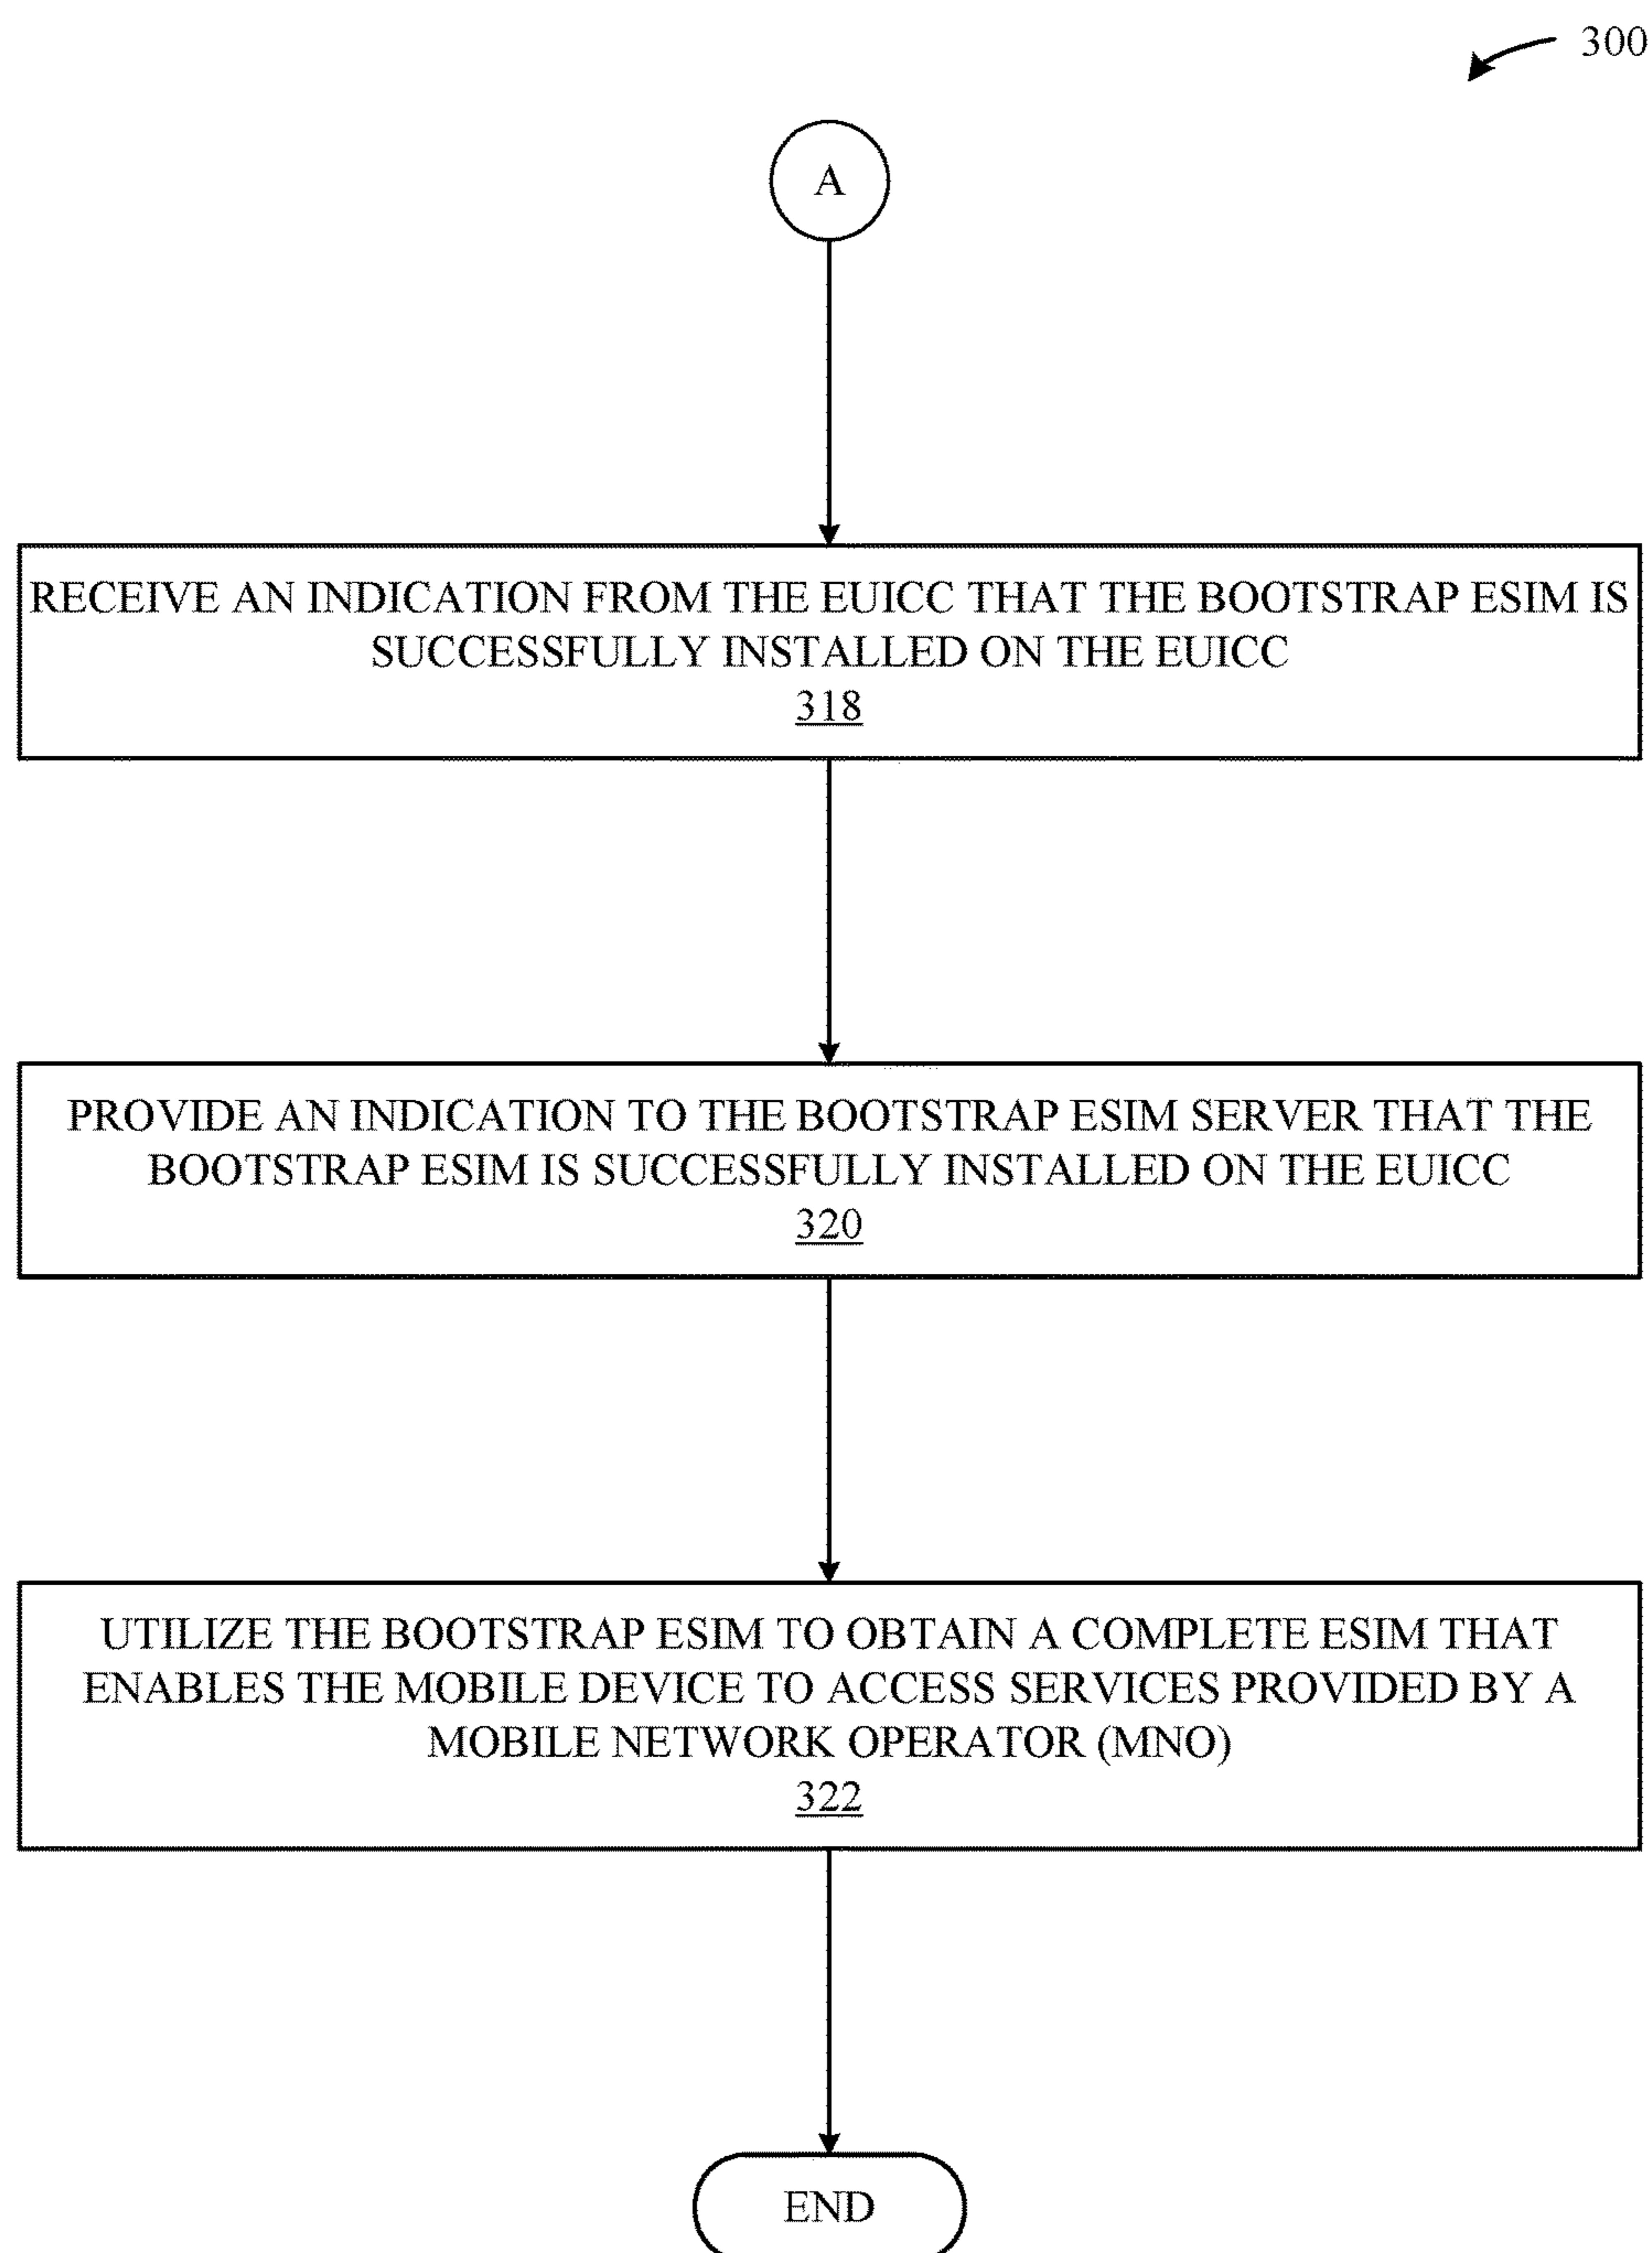 300
A
RECEIVE AN INDICATION FROM THE EUICC THAT THE BOOTSTRAP ESIM IS
SUCCESSFULLY INSTALLED ON THE EUICC
318
PROVIDE AN INDICATION TO THE BOOTSTRAP ESIM SERVER THAT THE
BOOTSTRAP ESIM IS SUCCESSFULLY INSTALLED ON THE EUICC
320
UTILIZE THE BOOTSTRAP ESIM TO OBTAIN A COMPLETE ESIM THAT
ENABLES THE MOBILE DEVICE TO ACCESS SERVICES PROVIDED BY A
MOBILE NETWORK OPERATOR (MNO)
322
END